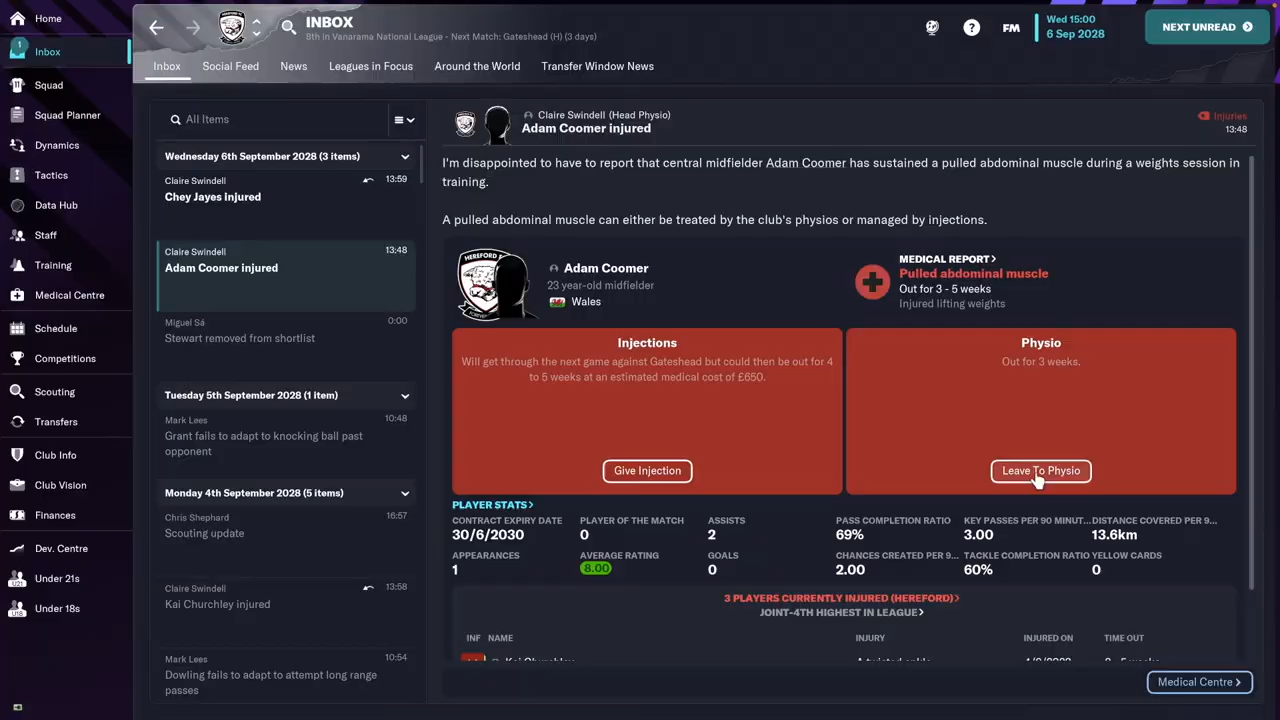 Home
1
Inbox
Squad
Squad Planner
Dynamics
Tactics
Data Hub
Staff
Training
Medical Centre
Schedule
Competitions
Scouting
Transfers
Club Info
Club Vision
Finances
Dev. Centre
Under 21s
Under 18s
INBOX
8th in Vanarama National League - Next Match: Gateshead (H) (3 days)
FM
Wed 15:00
6 Sep 2028
NEXT UNREAD
Inbox
Social Feed
News
Leagues in Focus
Around the World
Transfer Window News
All Items
Wednesday 6th September 2028 (3 items)
Claire Swindell 13:59
Chey Jayes injured
Claire Swindell 13:48
Adam Coomer injured
Miguel Sá 0:00
Stewart removed from shortlist
Tuesday 5th September 2028 (1 item)
Mark Lees 10:48
Grant fails to adapt to knocking ball past
opponent
Monday 4th September 2028 (5 items)
Chris Shephard 16:57
Scouting update
Claire Swindell 13:58
Kai Churchley injured
Mark Lees 10:54
Dowling fails to adapt to attempt long range
passes
Claire Swindell (Head Physio)
Adam Coomer injured
Injuries
13:48
I'm disappointed to have to report that central midfielder Adam Coomer has sustained a pulled abdominal muscle during a weights session in
training.
A pulled abdominal muscle can either be treated by the club's physios or managed by injections.
HEREFORD FC
Adam Coomer
23 year-old midfielder
Wales
MEDICAL REPORT
Pulled abdominal muscle
Out for 3 - 5 weeks
Injured lifting weights
Injections
Will get through the next game against Gateshead but could then be out for 4
to 5 weeks at an estimated medical cost of £650.
Give Injection
Physio
Out for 3 weeks.
Leave To Physio
PLAYER STATS
CONTRACT EXPIRY DATE PLAYER OF THE MATCH ASSISTS PASS COMPLETION RATIO KEY PASSES PER 90 MINUT... DISTANCE COVERED PER 9...
30/6/2030 0 2 69% 3.00 13.6km
APPEARANCES AVERAGE RATING GOALS CHANCES CREATED PER 9... TACKLE COMPLETION RATIO YELLOW CARDS
1 8.00 0 2.00 60% 0
3 PLAYERS CURRENTLY INJURED (HEREFORD)
JOINT-4TH HIGHEST IN LEAGUE
INF NAME INJURY INJURED ON TIME OUT
Kai Churchley A twisted ankle
Medical Centre